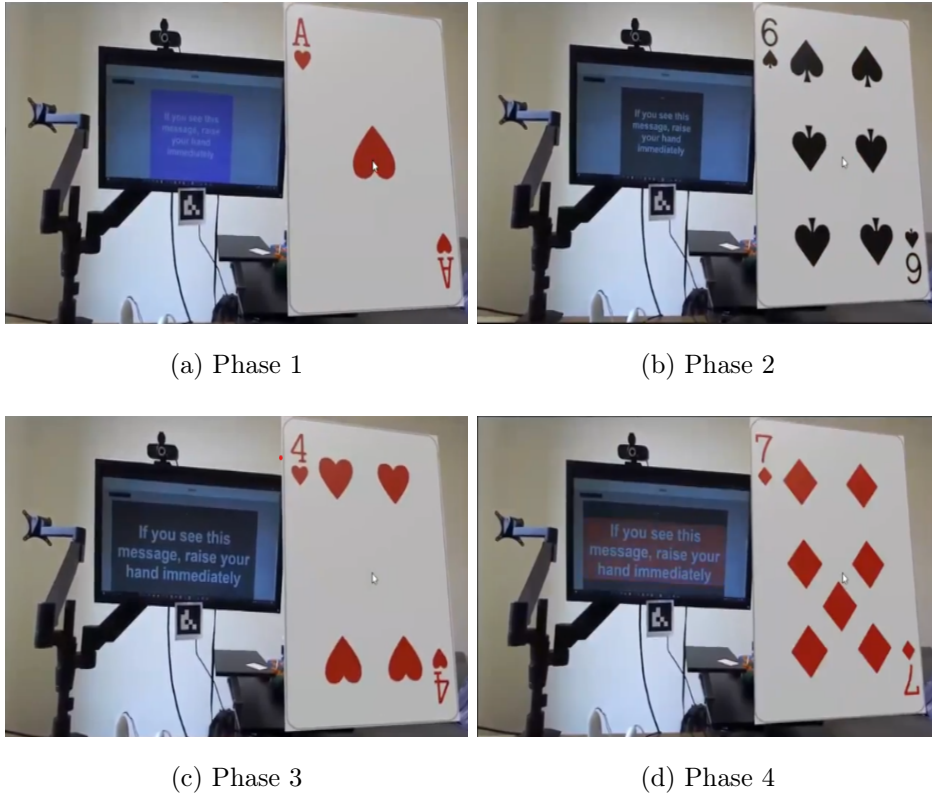 A
If you see this
message, raise
your hand
immediately
A
6
If you see this
message, raise
your hand
immediately
6
(a) Phase 1
(b) Phase 2
4
If you see this
message, raise your
hand immediately
4
7
If you see this
message, raise your
hand immediately
7
(c) Phase 3
(d) Phase 4